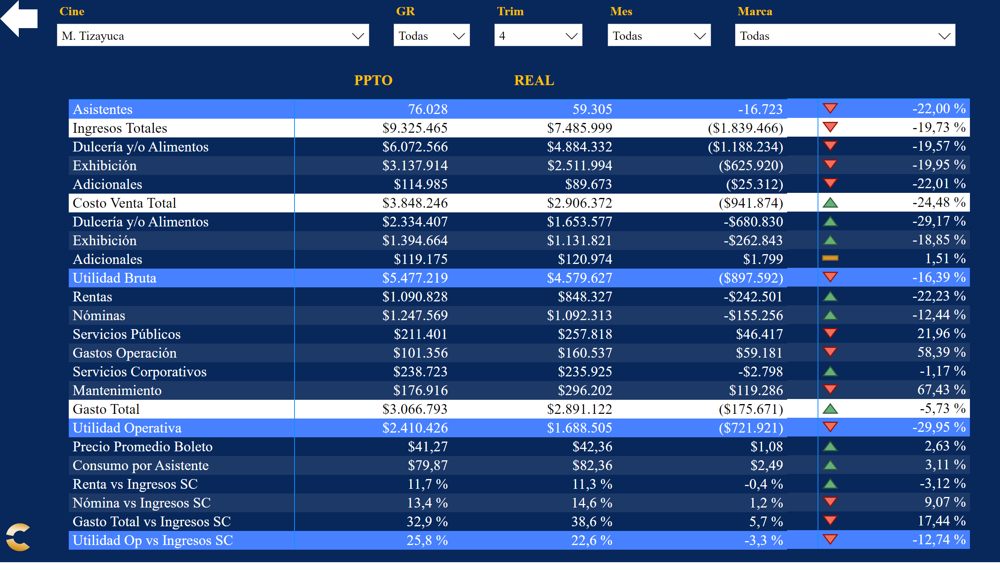 Cine GR Trim Mes Marca
M. Tizayuca Todas 4 Todas Todas
PPTO REAL
Asistentes 76.028 59.305 -16.723 -22,00 %
Ingresos Totales $9.325.465 $7.485.999 ($1.839.466) -19,73 %
Dulcería y/o Alimentos $6.072.566 $4.884.332 ($1.188.234) -19,57 %
Exhibición $3.137.914 $2.511.994 ($625.920) -19,95 %
Adicionales $114.985 $89.673 ($25.312) -22,01 %
Costo Venta Total $3.848.246 $2.906.372 ($941.874) -24,48 %
Dulcería y/o Alimentos $2.334.407 $1.653.577 -$680.830 -29,17 %
Exhibición $1.394.664 $1.131.821 -$262.843 -18,85 %
Adicionales $119.175 $120.974 $1.799 1,51 %
Utilidad Bruta $5.477.219 $4.579.627 ($897.592) -16,39 %
Rentas $1.090.828 $848.327 -$242.501 -22,23 %
Nóminas $1.247.569 $1.092.313 -$155.256 -12,44 %
Servicios Públicos $211.401 $257.818 $46.417 21,96 %
Gastos Operación $101.356 $160.537 $59.181 58,39 %
Servicios Corporativos $238.723 $235.925 -$2.798 -1,17 %
Mantenimiento $176.916 $296.202 $119.286 67,43 %
Gasto Total $3.066.793 $2.891.122 ($175.671) -5,73 %
Utilidad Operativa $2.410.426 $1.688.505 ($721.921) -29,95 %
Precio Promedio Boleto $41,27 $42,36 $1,08 2,63 %
Consumo por Asistente $79,87 $82,36 $2,49 3,11 %
Renta vs Ingresos SC 11,7 % 11,3 % -0,4 % -3,12 %
Nómina vs Ingresos SC 13,4 % 14,6 % 1,2 % 9,07 %
Gasto Total vs Ingresos SC 32,9 % 38,6 % 5,7 % 17,44 %
Utilidad Op vs Ingresos SC 25,8 % 22,6 % -3,3 % -12,74 %